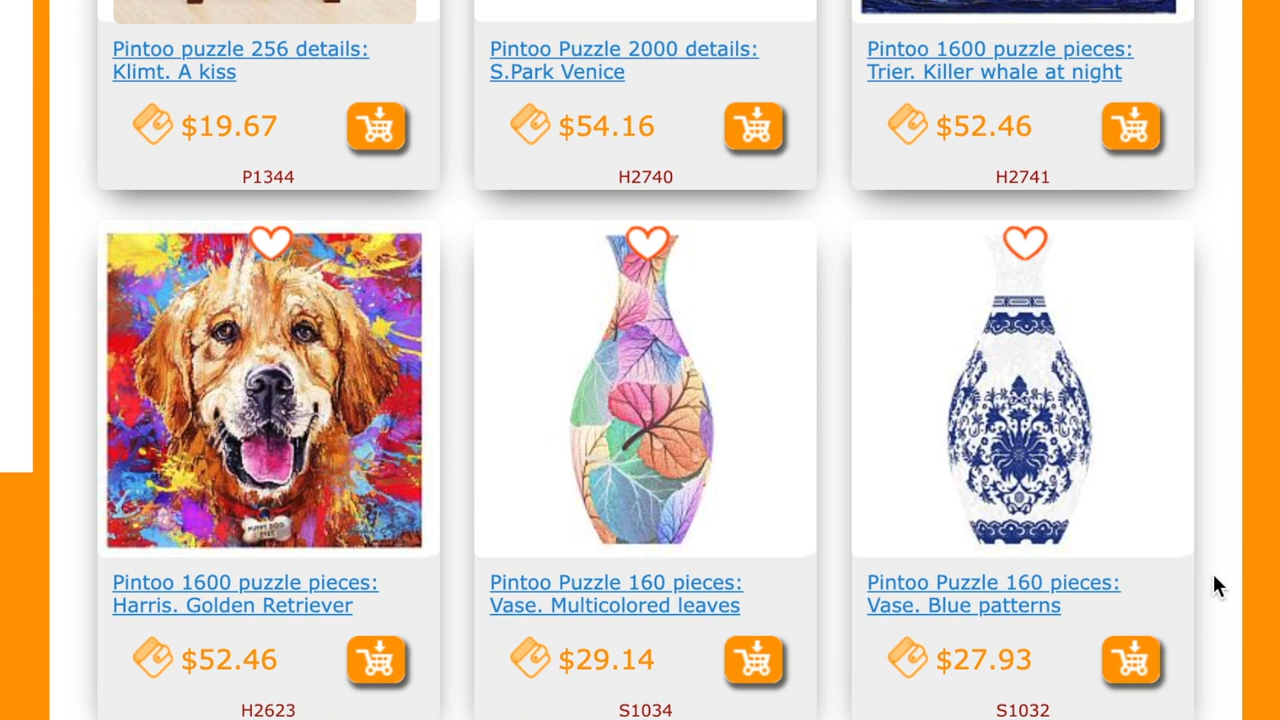 Pintoo puzzle 256 details:
Klimt. A kiss
$19.67
P1344
Pintoo Puzzle 2000 details:
S.Park Venice
$54.16
H2740
Pintoo 1600 puzzle pieces:
Trier. Killer whale at night
$52.46
H2741
PUPPY DOG
Pintoo 1600 puzzle pieces:
Harris. Golden Retriever
$52.46
H2623
Pintoo Puzzle 160 pieces:
Vase. Multicolored leaves
$29.14
S1034
Pintoo Puzzle 160 pieces:
Vase. Blue patterns
$27.93
S1032